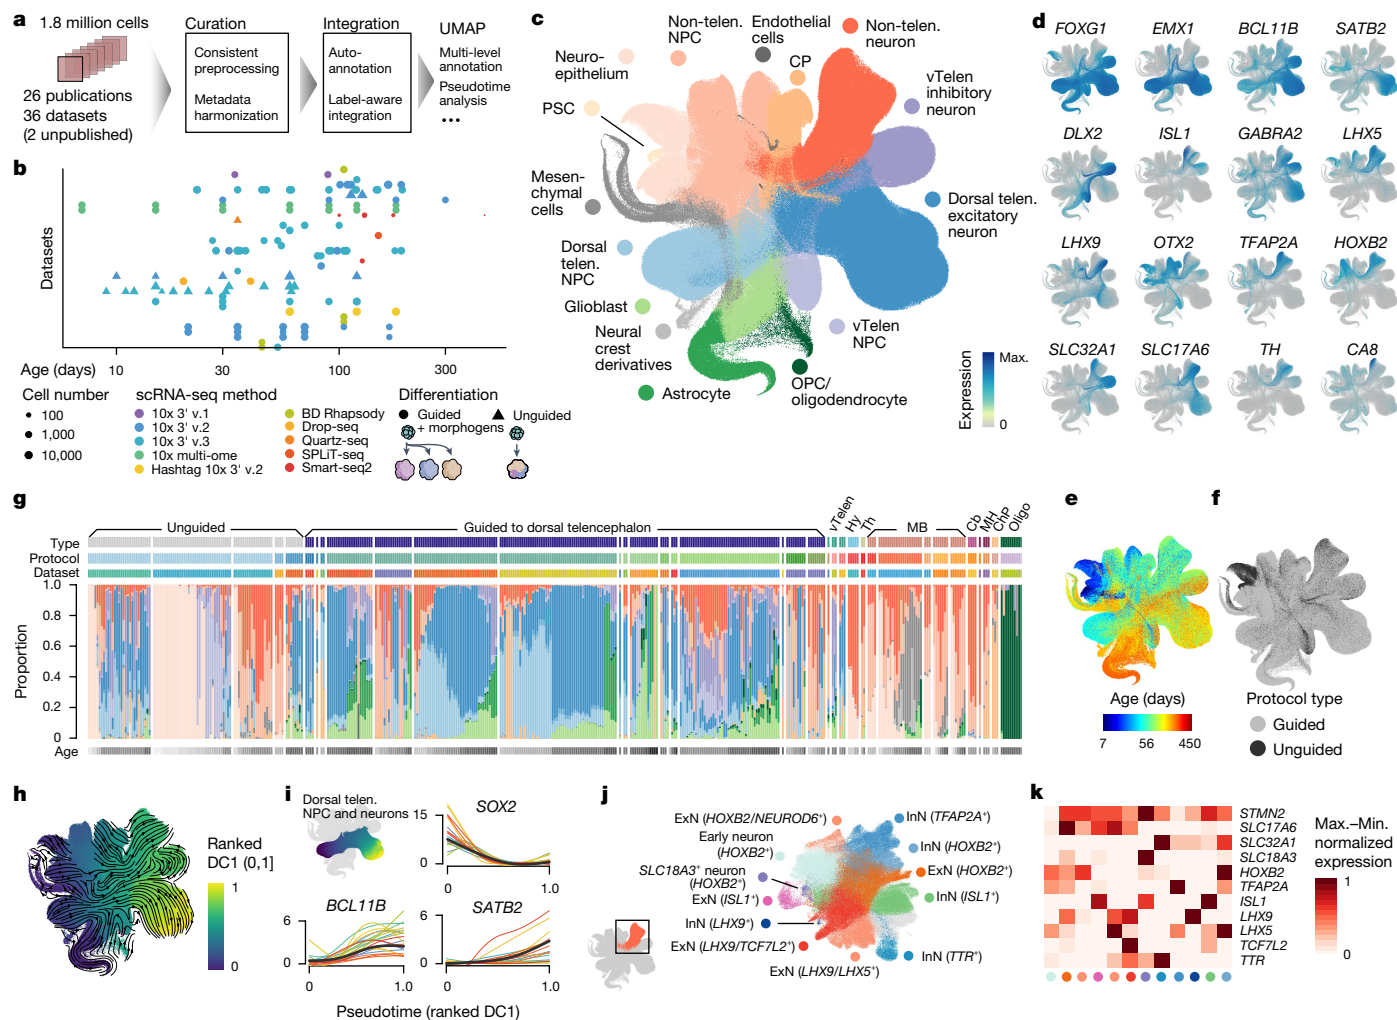 a
1.8 million cells
26 publications
36 datasets
(2 unpublished)
Curation
Consistent
preprocessing
Metadata
harmonization
Integration
Auto-
annotation
Label-aware
integration
UMAP
Multi-level
annotation
Pseudotime
analysis
b
Datasets
Age (days)
10
30
100
300
Cell number
100
1,000
10,000
scRNA-seq method
10x 3' v.1
10x 3' v.2
10x 3' v.3
10x multi-ome
Hashtag 10x 3' v.2
BD Rhapsody
Drop-seq
Quartz-seq
SPLiT-seq
Smart-seq2
Differentiation
Guided
+ morphogens
Unguided
c
Neuro-
epithelium
Non-telen.
NPC
Endothelial
cells
CP
Non-telen.
neuron
PSC
vTelen
inhibitory
neuron
Mesen-
chymal
cells
Dorsal telen.
excitatory
neuron
Dorsal
telen.
NPC
Glioblast
Neural
crest
derivatives
vTelen
NPC
Astrocyte
OPC/
oligodendrocyte
Expression
Max.
0
d
FOXG1
EMX1
BCL11B
SATB2
DLX2
ISL1
GABRA2
LHX5
LHX9
OTX2
TFAP2A
HOXB2
SLC32A1
SLC17A6
TH
CA8
g
Unguided
Guided to dorsal telencephalon
vTelen
Hy
Th
MB
Cb
MH
ChP
Oligo
Type
Protocol
Dataset
1.0
0.8
0.6
0.4
0.2
0
Proportion
Age
e
Age (days)
7
56
450
f
Protocol type
Guided
Unguided
h
Ranked
DC1 (0,1]
1
0
i
Dorsal telen.
NPC and neurons
SOX2
15
0
0
1.0
BCL11B
6
0
0
1.0
SATB2
6
0
0
1.0
Pseudotime (ranked DC1)
j
ExN (HOXB2/NEUROD6+)
Early neuron
(HOXB2+)
SLC18A3+ neuron
(HOXB2+)
ExN (ISL1+)
InN (LHX9+)
ExN (LHX9/TCF7L2+)
ExN (LHX9/LHX5+)
InN (TFAP2A+)
InN (HOXB2+)
ExN (HOXB2+)
InN (ISL1+)
InN (TTR+)
k
STMN2
SLC17A6
SLC32A1
SLC18A3
HOXB2
TFAP2A
ISL1
LHX9
LHX5
TCF7L2
TTR
Max.–Min.
normalized
expression
1
0